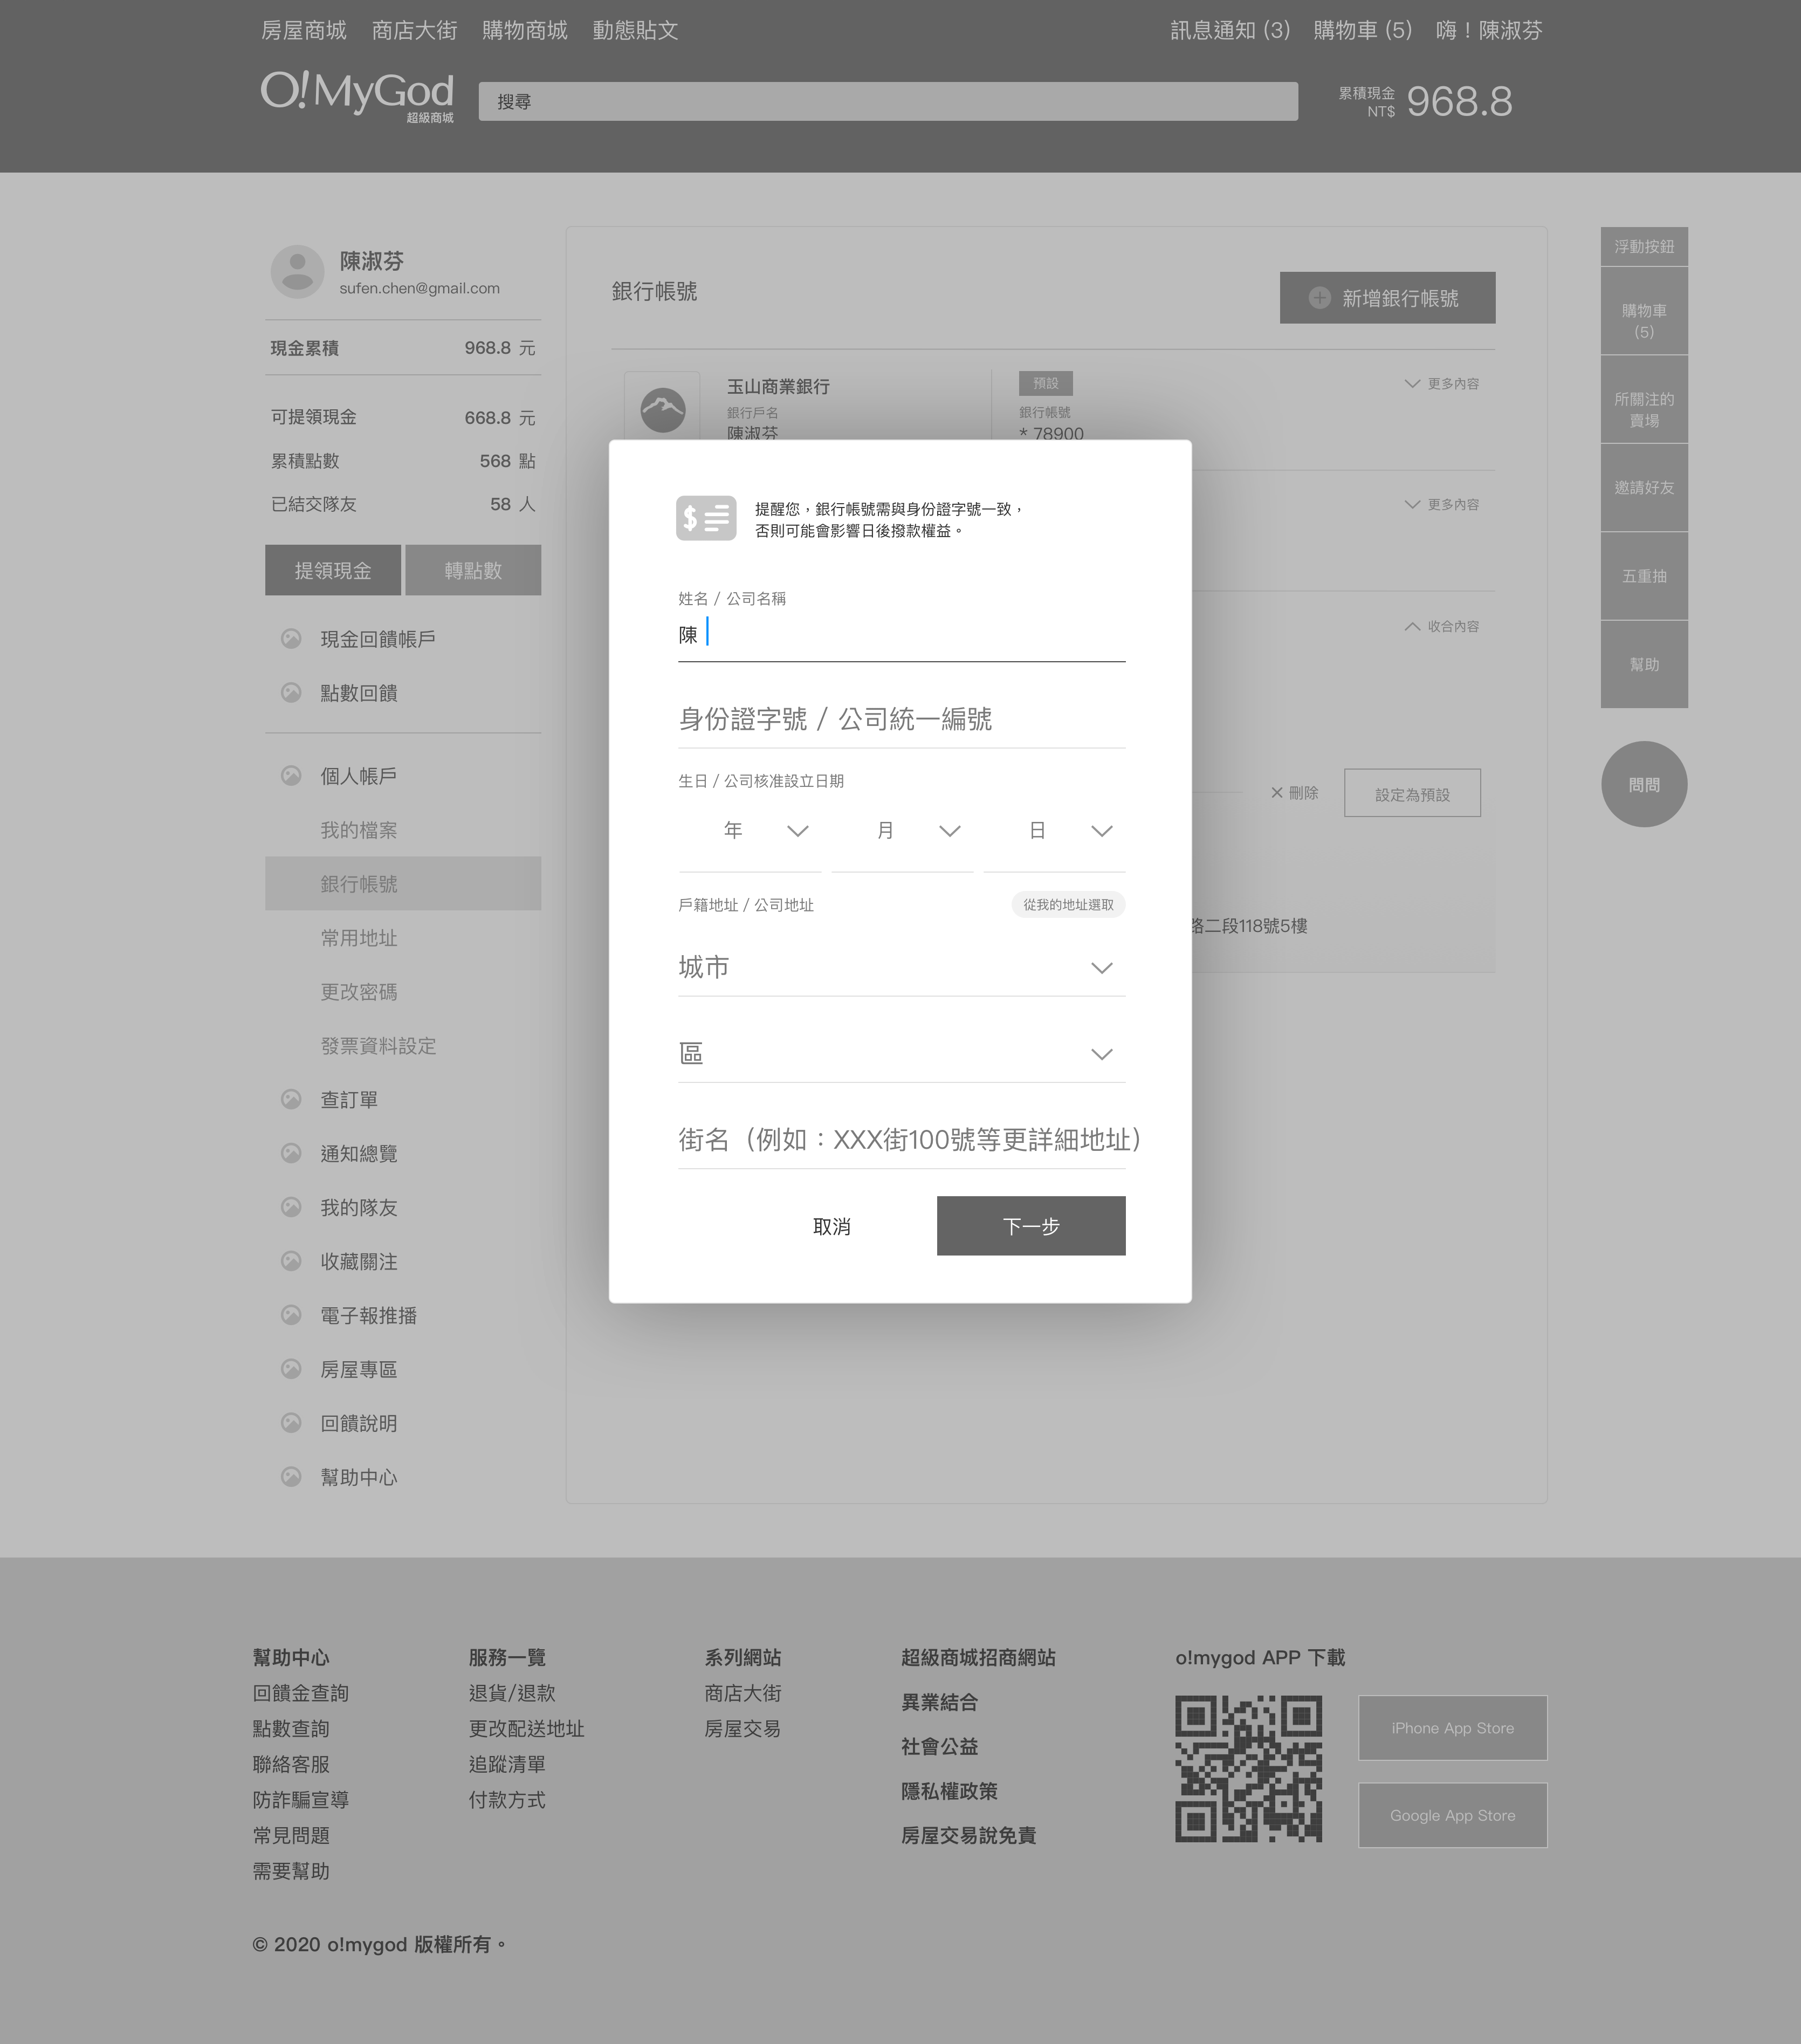 房屋商城 商店大街 購物商城 動態貼文 訊息通知 (3) 購物車 (5) 嗨！陳淑芬
O!MyGod
超級商城
搜尋
累積現金
NT$
968.8
陳淑芬
sufen.chen@gmail.com
現金累積 968.8 元
可提領現金 668.8 元
累積點數 568 點
已結交隊友 58 人
提領現金 轉點數
現金回饋帳戶
點數回饋
個人帳戶
我的檔案
銀行帳號
常用地址
更改密碼
發票資料設定
查訂單
通知總覽
我的隊友
收藏關注
電子報推播
房屋專區
回饋說明
幫助中心
銀行帳號
新增銀行帳號
玉山商業銀行
銀行戶名
陳淑芬
預設
銀行帳號
* 78900
更多內容
更多內容
收合內容
刪除
設定為預設
路二段118號5樓
提醒您，銀行帳號需與身份證字號一致，
否則可能會影響日後撥款權益。
姓名 / 公司名稱
陳
身份證字號 / 公司統一編號
生日 / 公司核准設立日期
年 月 日
戶籍地址 / 公司地址 從我的地址選取
城市
區
街名（例如：XXX街100號等更詳細地址）
取消 下一步
浮動按鈕
購物車
(5)
所關注的
賣場
邀請好友
五重抽
幫助
問問
幫助中心
回饋金查詢
點數查詢
聯絡客服
防詐騙宣導
常見問題
需要幫助
服務一覽
退貨/退款
更改配送地址
追蹤清單
付款方式
系列網站
商店大街
房屋交易
超級商城招商網站
異業結合
社會公益
隱私權政策
房屋交易說免責
o!mygod APP 下載
iPhone App Store
Google App Store
© 2020 o!mygod 版權所有。